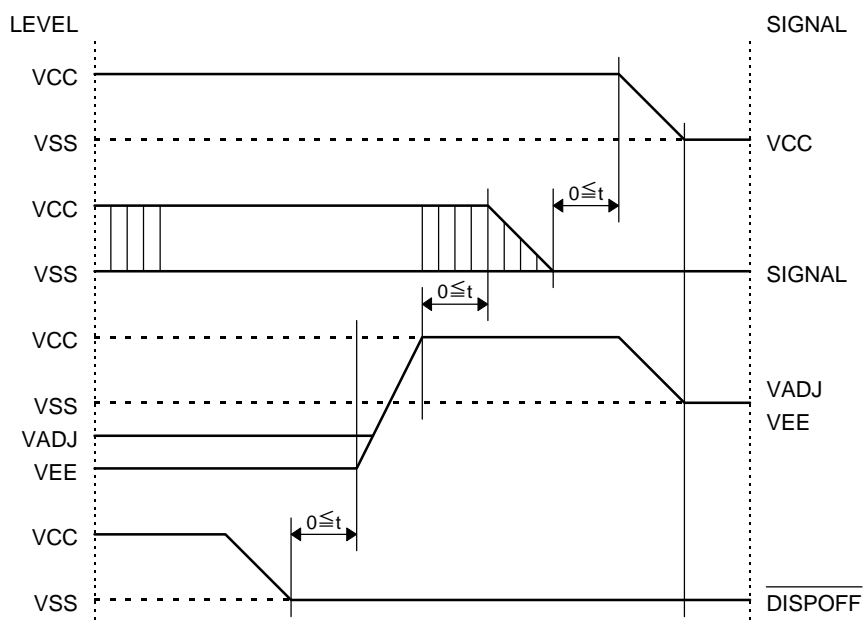 LEVEL SIGNAL
VCC
VSS VCC
0≦t
VCC
VSS SIGNAL
0≦t
VCC
VSS VADJ
VADJ VEE
VEE
0≦t
VCC
VSS DISPOFF